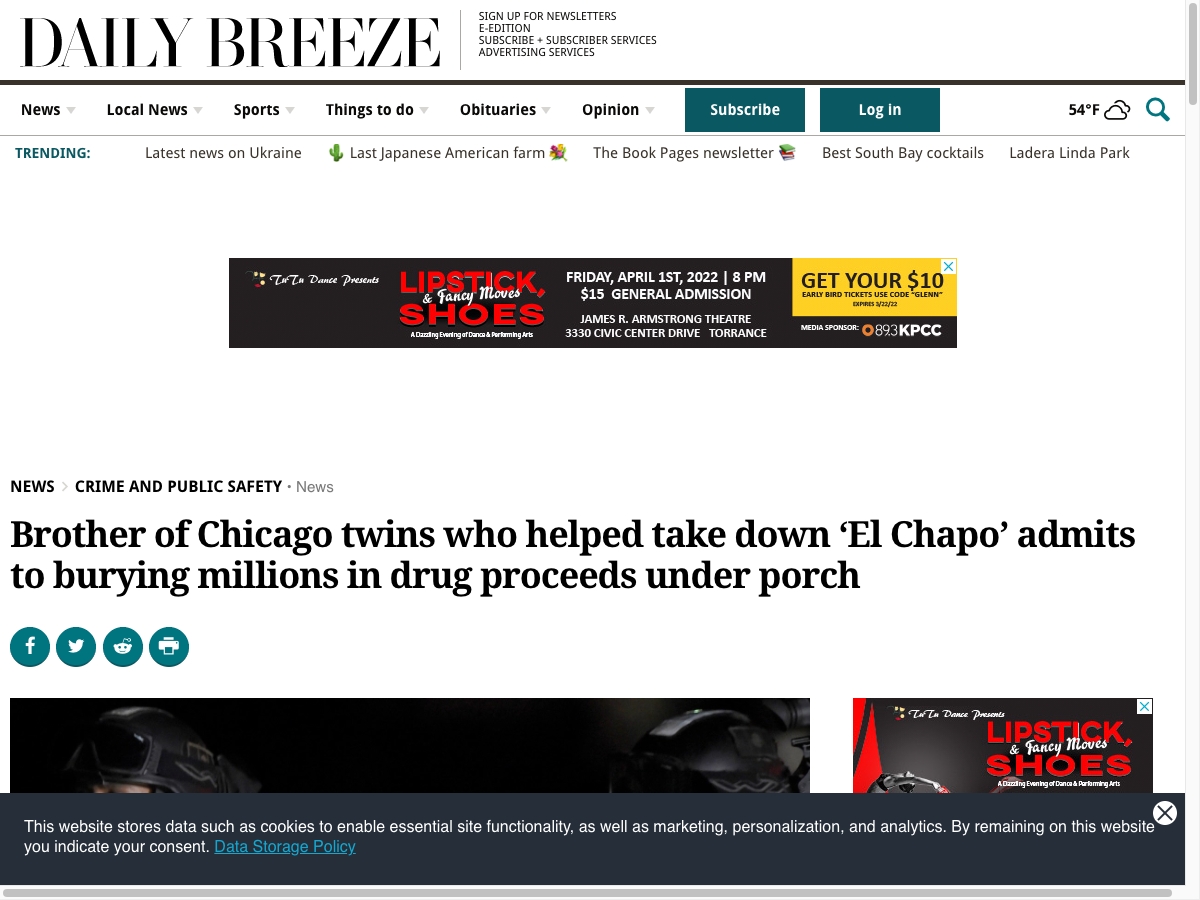 DAILY BREEZE
SIGN UP FOR NEWSLETTERS
E-EDITION
SUBSCRIBE + SUBSCRIBER SERVICES
ADVERTISING SERVICES
News
Local News
Sports
Things to do
Obituaries
Opinion
Subscribe
Log in
54°F
TRENDING:
Latest news on Ukraine
🌵 Last Japanese American farm 💐
The Book Pages newsletter 📚
Best South Bay cocktails
Ladera Linda Park
TuTu Dance Presents
LIPSTICK,
& Fancy Moves
SHOES
A Dazzling Evening of Dance & Performing Arts
FRIDAY, APRIL 1ST, 2022 | 8 PM
$15 GENERAL ADMISSION
JAMES R. ARMSTRONG THEATRE
3330 CIVIC CENTER DRIVE TORRANCE
GET YOUR $10
EARLY BIRD TICKETS USE CODE "GLENN"
EXPIRES 3/22/22
MEDIA SPONSOR: 89.3 KPCC
NEWS > CRIME AND PUBLIC SAFETY • News
Brother of Chicago twins who helped take down ‘El Chapo’ admits
to burying millions in drug proceeds under porch
TuTu Dance Presents
LIPSTICK,
& Fancy Moves
SHOES
A Dazzling Evening of Dance & Performing Arts
This website stores data such as cookies to enable essential site functionality, as well as marketing, personalization, and analytics. By remaining on this website
you indicate your consent. Data Storage Policy